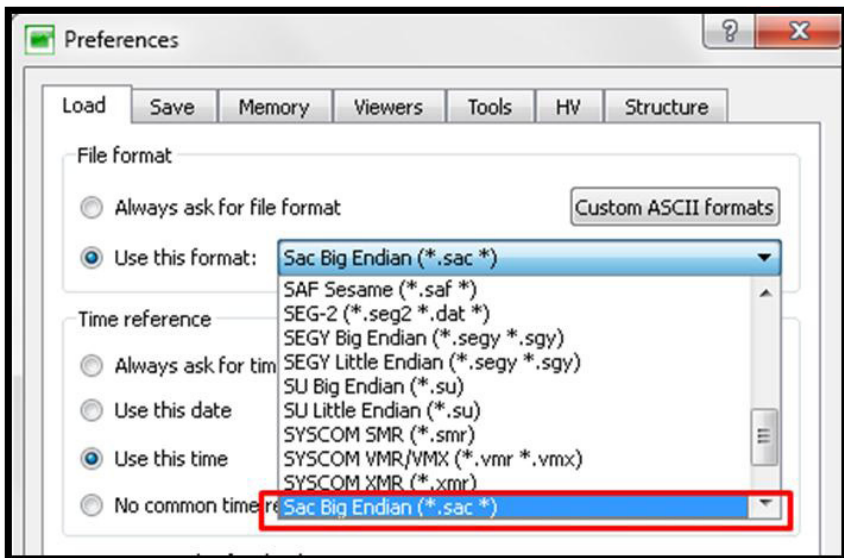 Preferences
Load Save Memory Viewers Tools HV Structure
File format
Always ask for file format Custom ASCII formats
Use this format: Sac Big Endian (*.sac *)
SAF Sesame (*.saf *)
SEG-2 (*.seg2 *.dat *)
Time reference
SEGY Big Endian (*.segy *.sgy)
Always ask for tim SEGY Little Endian (*.segy *.sgy)
SU Big Endian (*.su)
Use this date SU Little Endian (*.su)
SYSCOM SMR (*.smr)
Use this time SYSCOM VMR/VMX (*.vmr *.vmx)
SYSCOM XMR (*.xmr)
No common time re Sac Big Endian (*.sac *)